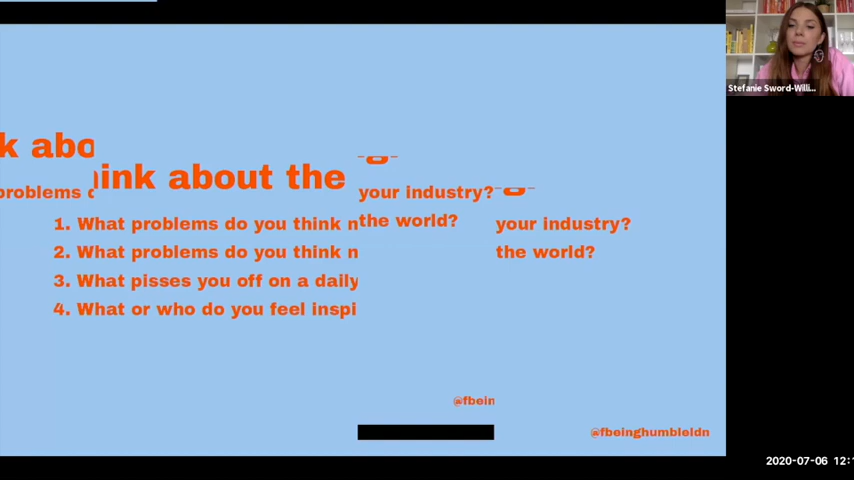 k abo
ink about the
problems
your industry?
the world?
1. What problems do you think
your industry?
2. What problems do you think
the world?
3. What pisses you off on a daily
4. What or who do you feel inspi
@fbein
@fbeinghumbleldn
Stefanie Sword-Willi...
2020-07-06 12:1